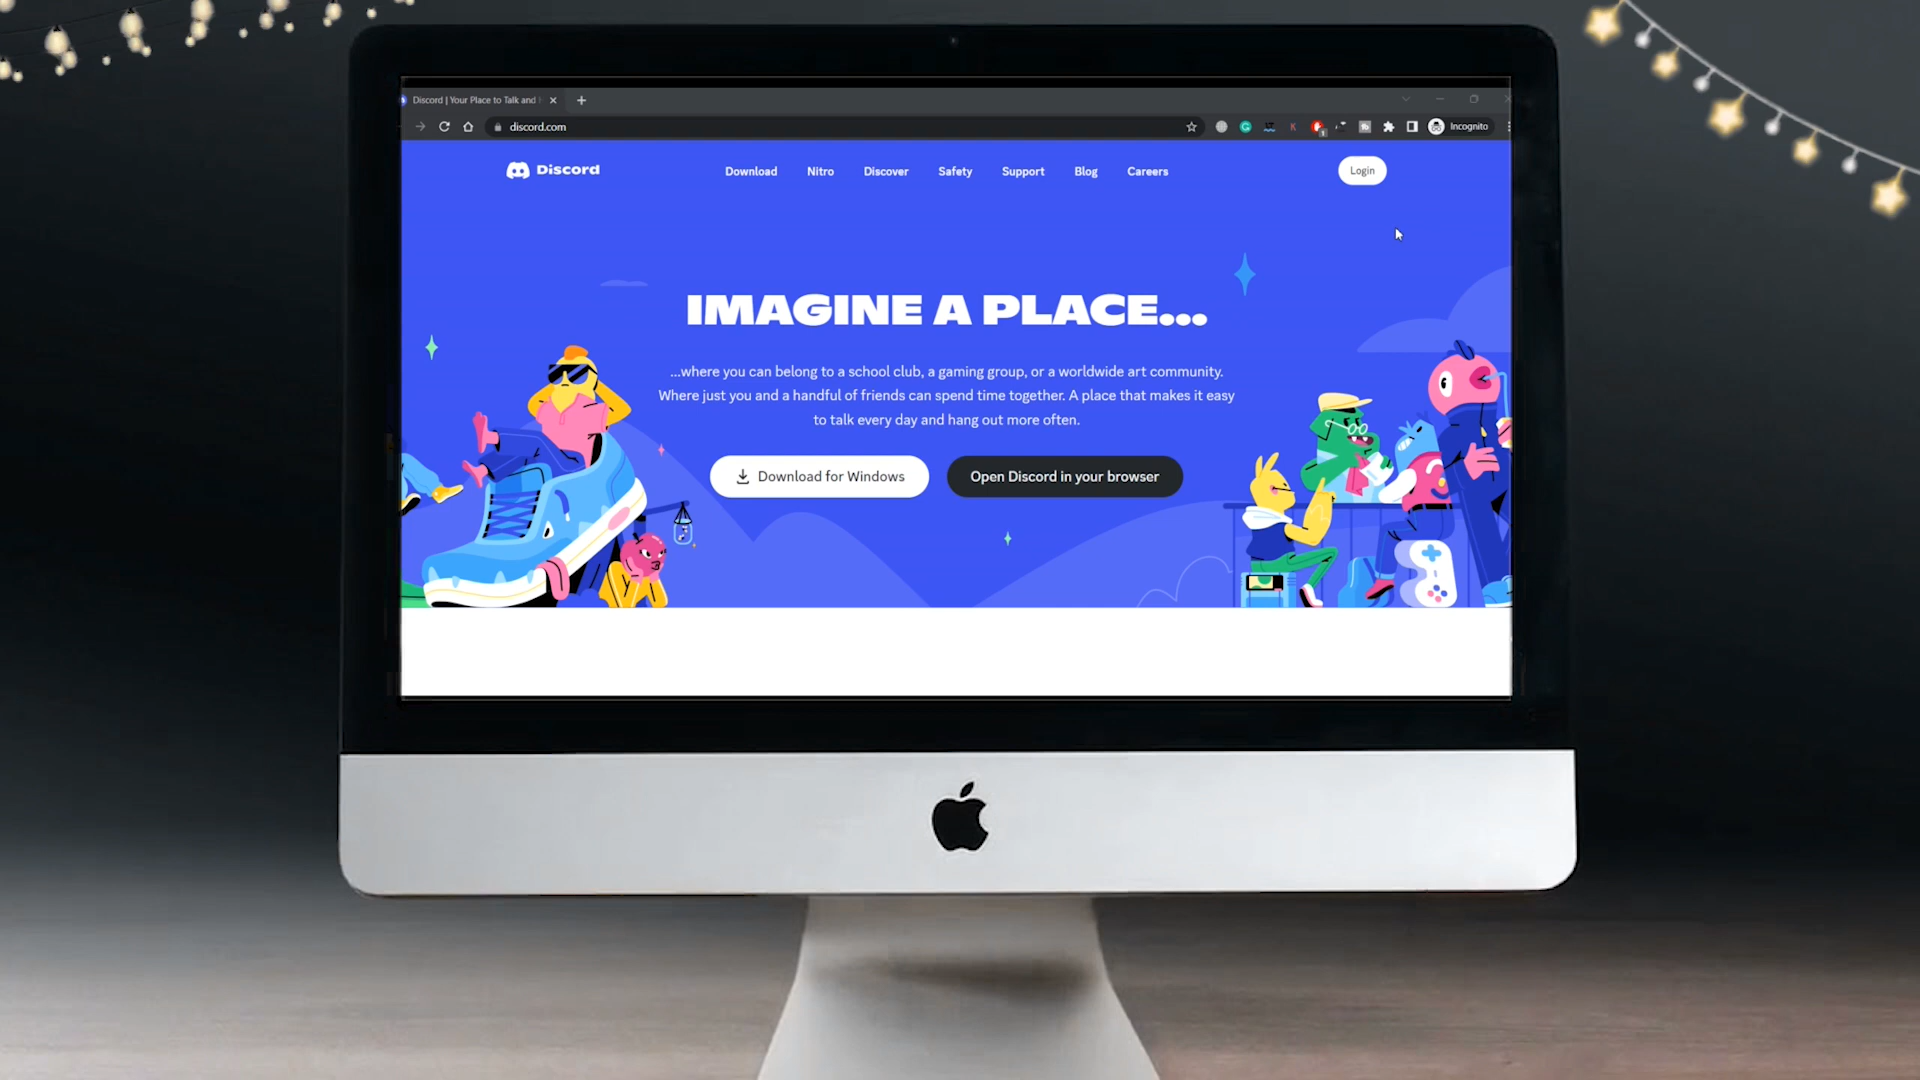 Discord | Your Place to Talk and
discord.com
Incognito
Discord
Download
Nitro
Discover
Safety
Support
Blog
Careers
Login
IMAGINE A PLACE...
...where you can belong to a school club, a gaming group, or a worldwide art community.
Where just you and a handful of friends can spend time together. A place that makes it easy
to talk every day and hang out more often.
Download for Windows
Open Discord in your browser